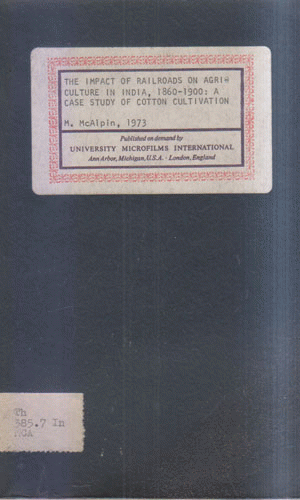 THE IMPACT OF RAILROADS ON AGRI=
CULTURE IN INDIA, 1860-1900: A
CASE STUDY OF COTTON CULTIVATION
M. McAlpin, 1973
Published on demand by
UNIVERSITY MICROFILMS INTERNATIONAL
Ann Arbor, Michigan, U.S.A. · London, England
Th
385.7 In
MCA